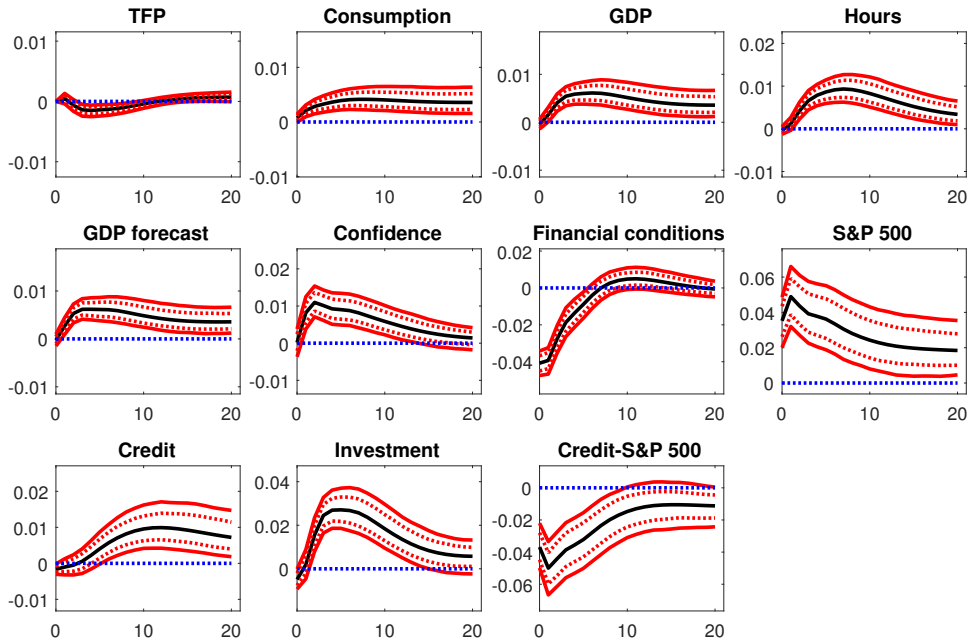 TFP
0.01
0
-0.01
0 10 20
Consumption
0.01
0
-0.01
0 10 20
GDP
0.01
0
-0.01
0 10 20
Hours
0.02
0.01
0
-0.01
0 10 20
GDP forecast
0.01
0
-0.01
0 10 20
Confidence
0.02
0.01
0
-0.01
0 10 20
Financial conditions
0.02
0
-0.02
-0.04
0 10 20
S&P 500
0.06
0.04
0.02
0
0 10 20
Credit
0.02
0.01
0
-0.01
0 10 20
Investment
0.04
0.02
0
0 10 20
Credit-S&P 500
0
-0.02
-0.04
-0.06
0 10 20